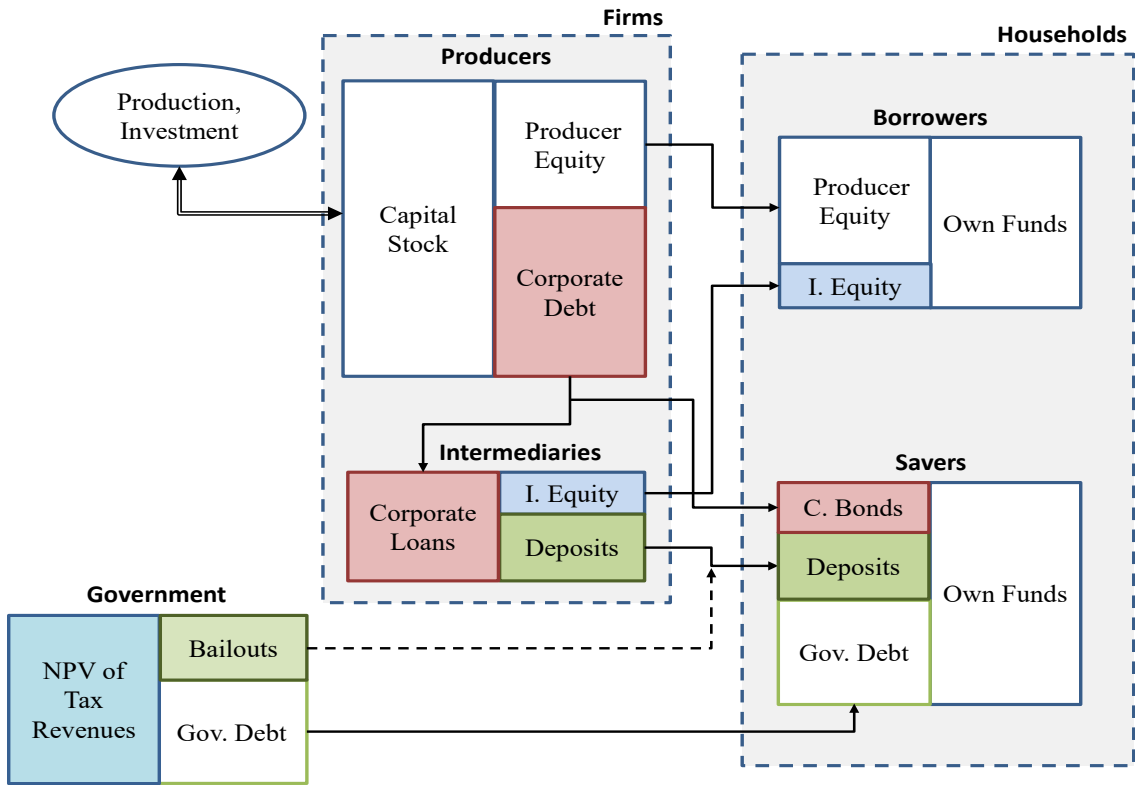 Firms
Households
Producers
Production,
Investment
Capital
Stock
Producer
Equity
Corporate
Debt
Borrowers
Producer
Equity
I. Equity
Own Funds
Intermediaries
Corporate
Loans
I. Equity
Deposits
Savers
C. Bonds
Deposits
Gov. Debt
Own Funds
Government
NPV of
Tax
Revenues
Bailouts
Gov. Debt